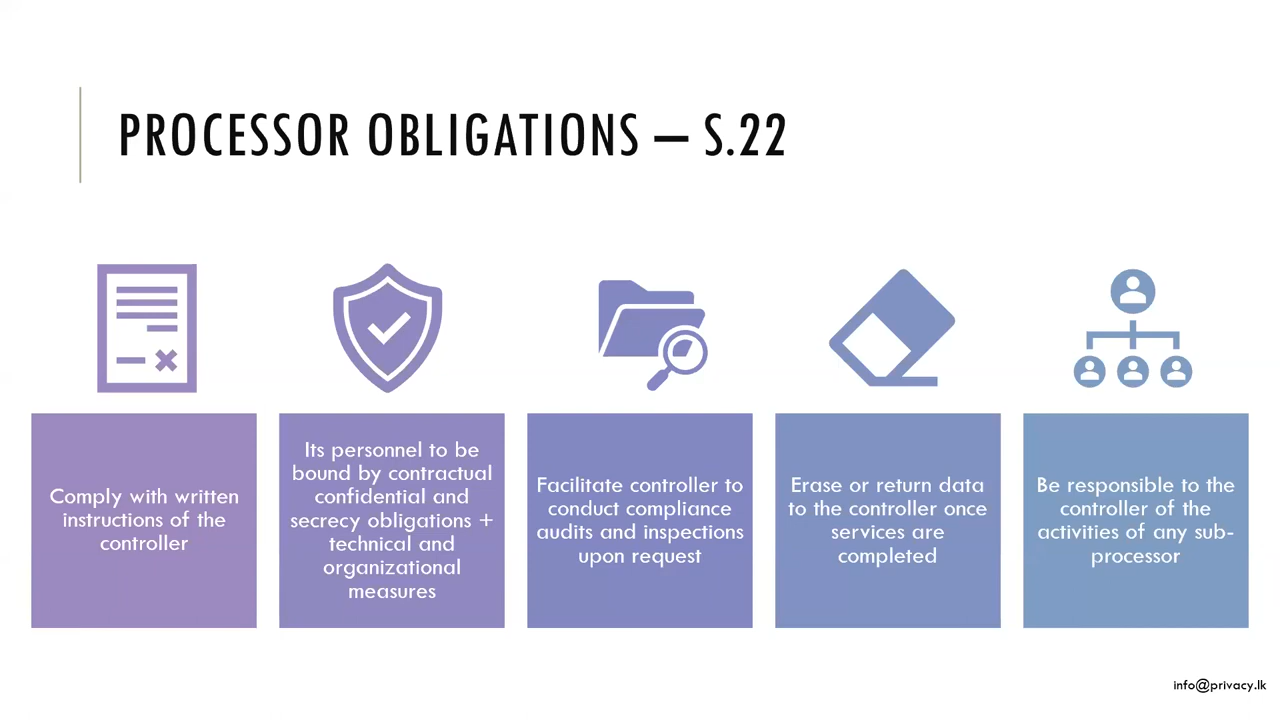 PROCESSOR OBLIGATIONS – S.22
Comply with written
instructions of the
controller
Its personnel to be
bound by contractual
confidential and
secrecy obligations +
technical and
organizational
measures
Facilitate controller to
conduct compliance
audits and inspections
upon request
Erase or return data
to the controller once
services are
completed
Be responsible to the
controller of the
activities of any sub-
processor
info@privacy.lk